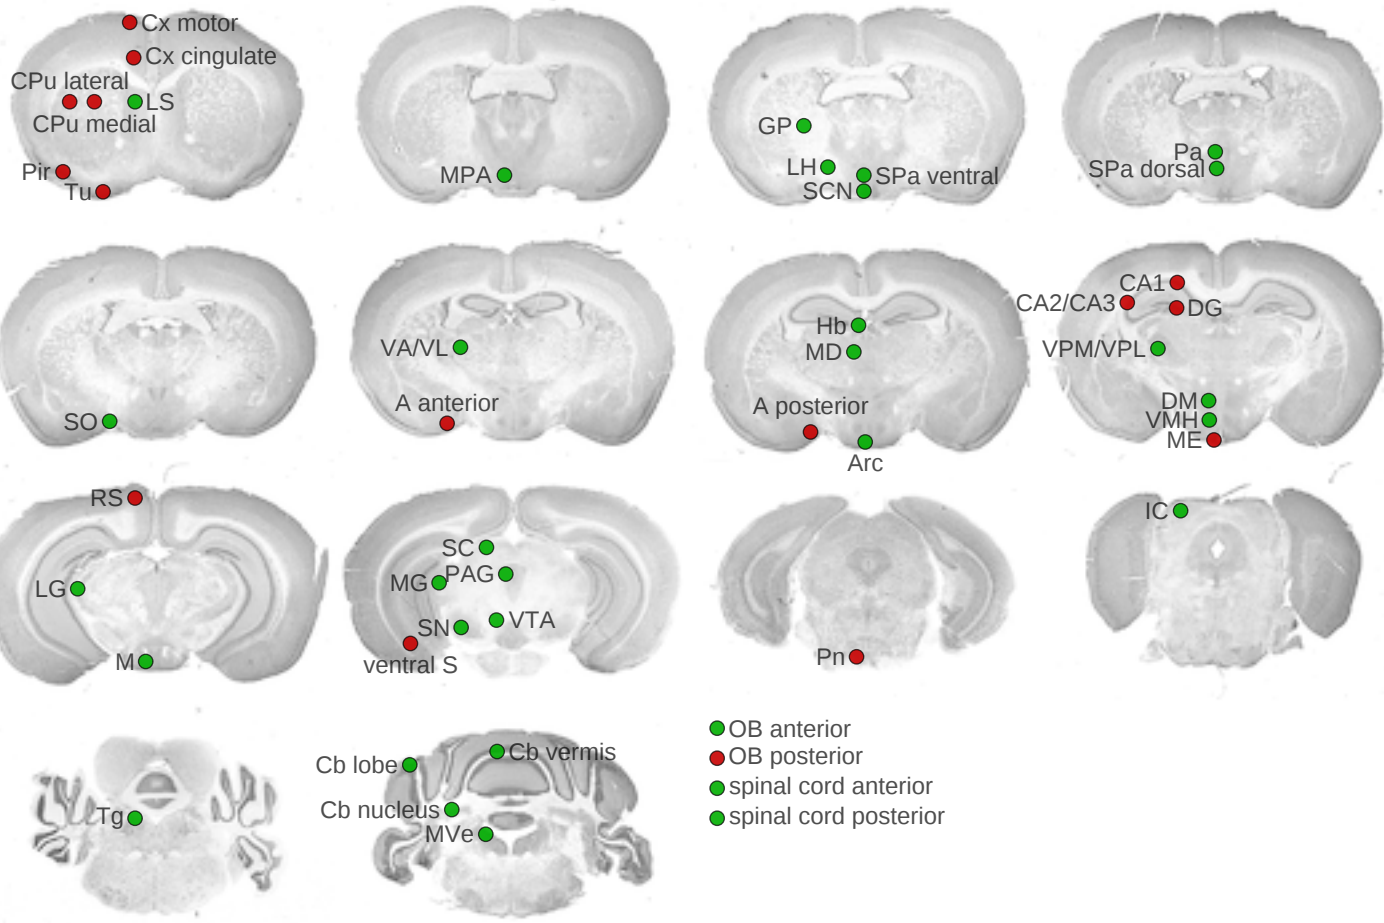 Cx motor
Cx cingulate
CPu lateral
LS
CPu medial
Pir
Tu
MPA
GP
LH
SPa ventral
SCN
Pa
SPa dorsal
SO
VA/VL
A anterior
Hb
MD
A posterior
Arc
CA1
CA2/CA3
DG
VPM/VPL
DM
VMH
ME
RS
LG
M
SC
MG
PAG
SN
VTA
ventral S
Pn
IC
Tg
Cb lobe
Cb vermis
Cb nucleus
MVe
OB anterior
OB posterior
spinal cord anterior
spinal cord posterior